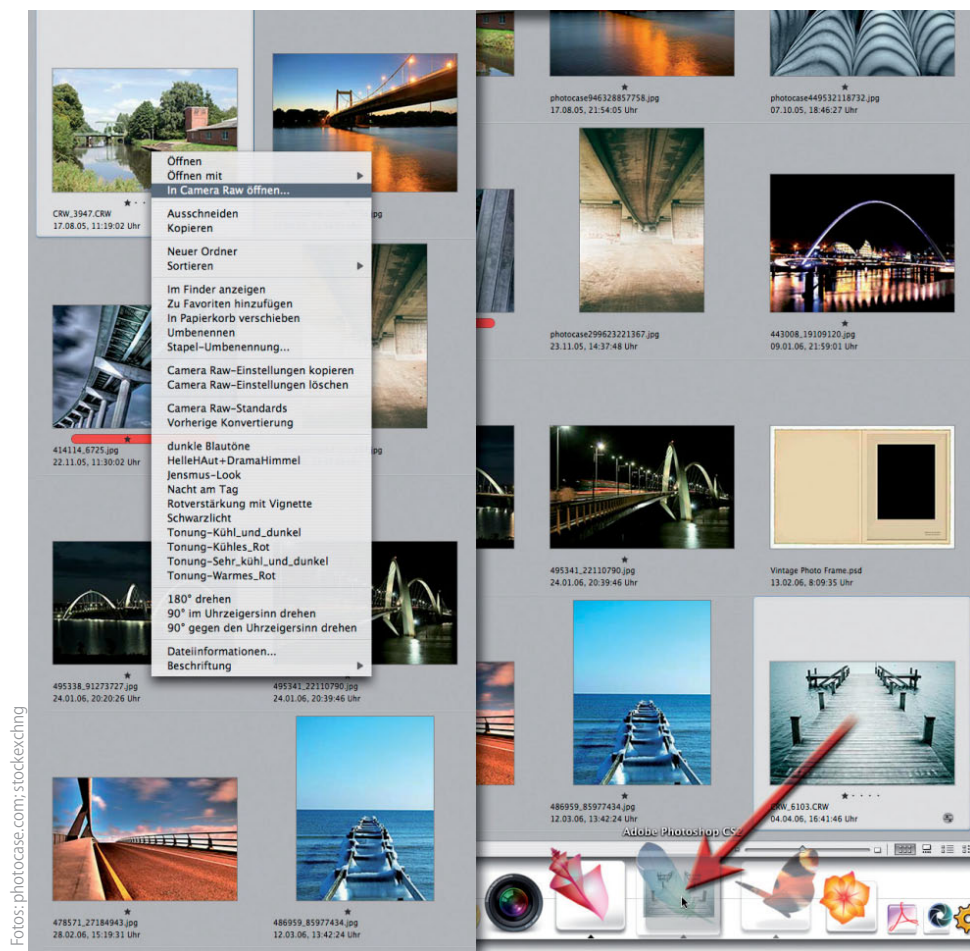 CRW_3947.CRW
17.08.05, 11:19:02 Uhr
pg
Öffnen
Öffnen mit
In Camera Raw öffnen...
Ausschneiden
Kopieren
Neuer Ordner
Sortieren
Im Finder anzeigen
Zu Favoriten hinzufügen
In Papierkorb verschieben
Umbenennen
Stapel-Umbenennung...
Camera Raw-Einstellungen kopieren
Camera Raw-Einstellungen löschen
Camera Raw-Standards
Vorherige Konvertierung
dunkle Blautöne
HelleHAut+DramaHimmel
Jensmus-Look
Nacht am Tag
Rotverstärkung mit Vignette
Schwarzlicht
Tonung-Kühl_und_dunkel
Tonung-Kühles_Rot
Tonung-Sehr_kühl_und_dunkel
Tonung-Warmes_Rot
180° drehen
90° im Uhrzeigersinn drehen
90° gegen den Uhrzeigersinn drehen
Dateiinformationen...
Beschriftung
414114_6725.jpg
22.11.05, 11:30:02 Uhr
pg
495338_91273727.jpg
24.01.06, 20:20:26 Uhr
495341_22110790.jpg
24.01.06, 20:39:46 Uhr
478571_27184943.jpg
28.02.06, 15:19:31 Uhr
486959_85977434.jpg
12.03.06, 13:42:24 Uhr
photocase946328857758.jpg
17.08.05, 21:54:05 Uhr
photocase449532118732.jpg
07.10.05, 18:46:27 Uhr
photocase299623221367.jpg
23.11.05, 14:37:48 Uhr
443008_19109120.jpg
09.01.06, 21:59:01 Uhr
495341_22110790.jpg
24.01.06, 20:39:46 Uhr
Vintage Photo Frame.psd
13.02.06, 8:09:35 Uhr
486959_85977434.jpg
12.03.06, 13:42:24 Uhr
CRW_6103.CRW
04.04.06, 16:41:46 Uhr
Adobe Photoshop CS2
Fotos: photocase.com; stockexchng